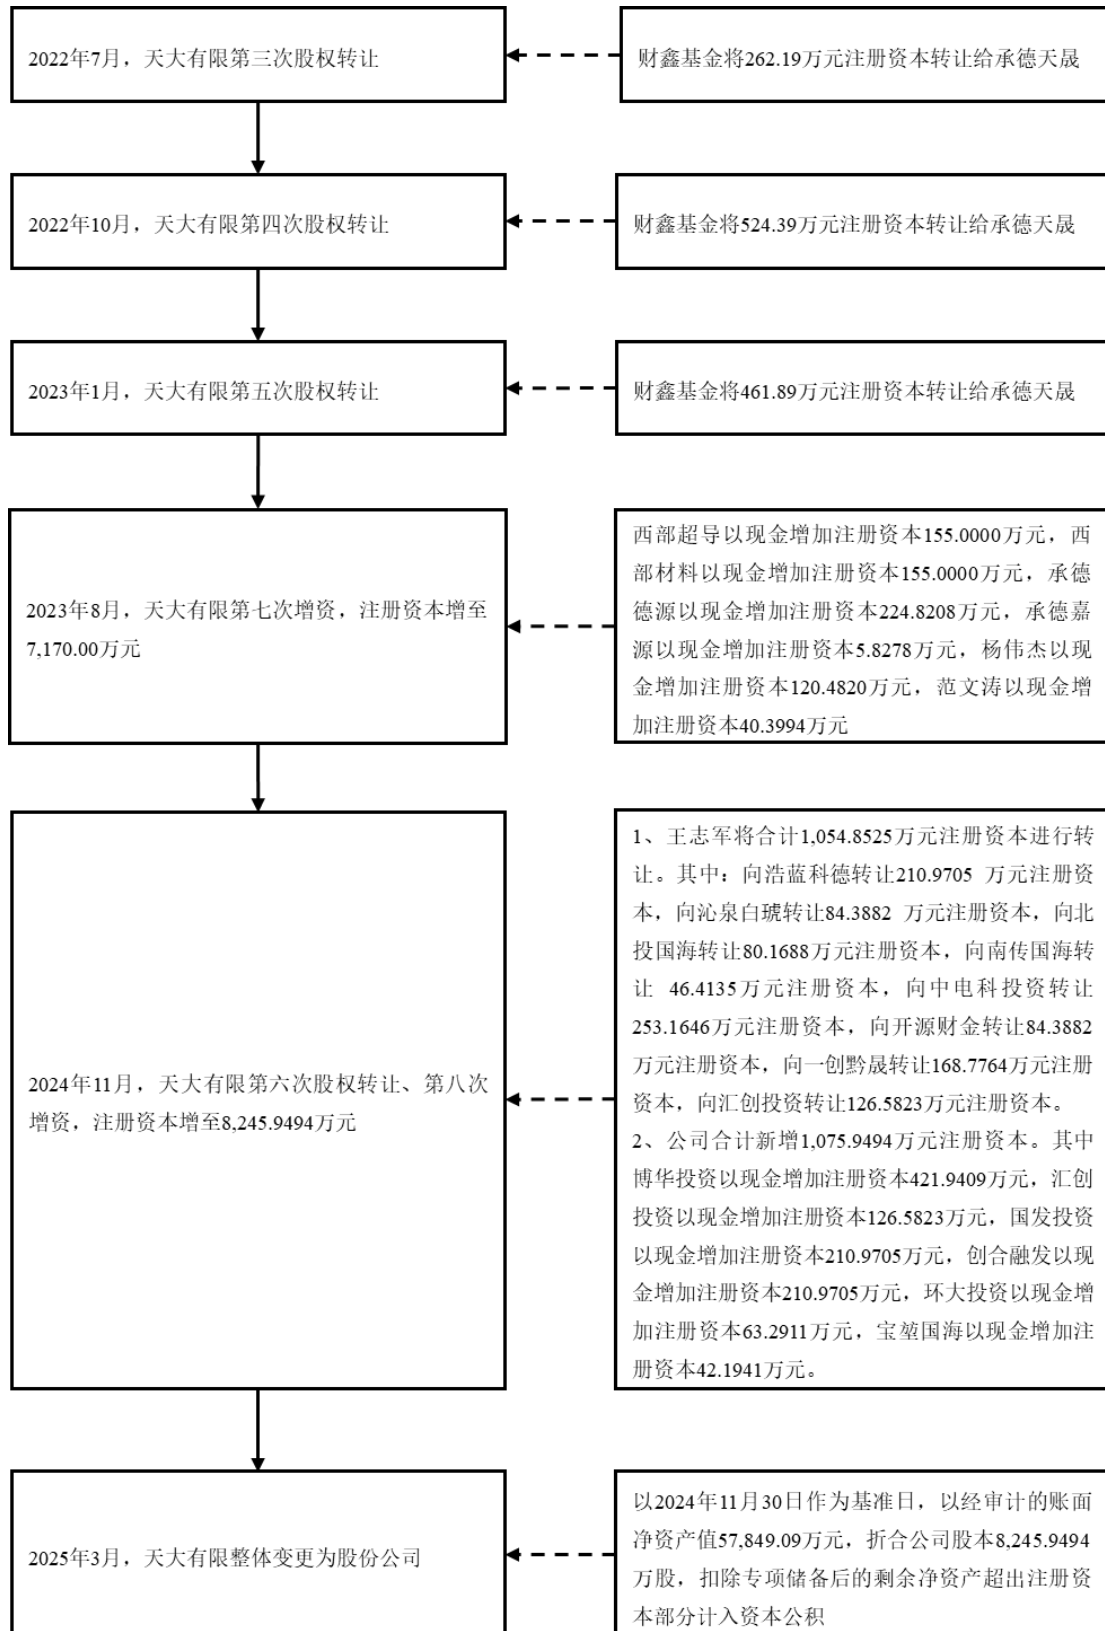 2022年7月，天大有限第三次股权转让
财鑫基金将262.19万元注册资本转让给承德天晟
2022年10月，天大有限第四次股权转让
财鑫基金将524.39万元注册资本转让给承德天晟
2023年1月，天大有限第五次股权转让
财鑫基金将461.89万元注册资本转让给承德天晟
2023年8月，天大有限第七次增资，注册资本增至
7,170.00万元
西部超导以现金增加注册资本155.0000万元，西
部材料以现金增加注册资本155.0000万元，承德
德源以现金增加注册资本224.8208万元，承德嘉
源以现金增加注册资本5.8278万元，杨伟杰以现
金增加注册资本120.4820万元，范文涛以现金增
加注册资本40.3994万元
2024年11月，天大有限第六次股权转让、第八次
增资，注册资本增至8,245.9494万元
1、王志军将合计1,054.8525万元注册资本进行转
让。其中：向浩蓝科德转让210.9705 万元注册资
本，向沁泉白琥转让84.3882 万元注册资本，向北
投国海转让80.1688万元注册资本，向南传国海转
让 46.4135万元注册资本，向中电科投资转让
253.1646万元注册资本，向开源财金转让84.3882
万元注册资本，向一创黔晟转让168.7764万元注册
资本，向汇创投资转让126.5823万元注册资本。
2、公司合计新增1,075.9494万元注册资本。其中
博华投资以现金增加注册资本421.9409万元，汇创
投资以现金增加注册资本126.5823万元，国发投资
以现金增加注册资本210.9705万元，创合融发以现
金增加注册资本210.9705万元，环大投资以现金增
加注册资本63.2911万元，宝堃国海以现金增加注
册资本42.1941万元。
2025年3月，天大有限整体变更为股份公司
以2024年11月30日作为基准日，以经审计的账面
净资产值57,849.09万元，折合公司股本8,245.9494
万股，扣除专项储备后的剩余净资产超出注册资
本部分计入资本公积